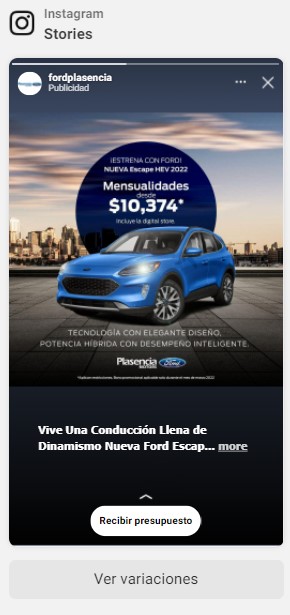 Instagram
Stories
fordplasencia
Publicidad
¡ESTRENA CON FORD!
NUEVA Escape HEV 2022
Mensualidades
desde
$10,374*
Incluye la digital store.
TECNOLOGÍA CON ELEGANTE DISEÑO,
POTENCIA HÍBRIDA CON DESEMPEÑO INTELIGENTE.
Plasencia Ford
Vive Una Conducción Llena de
Dinamismo Nueva Ford Escap... more
Recibir presupuesto
Ver variaciones